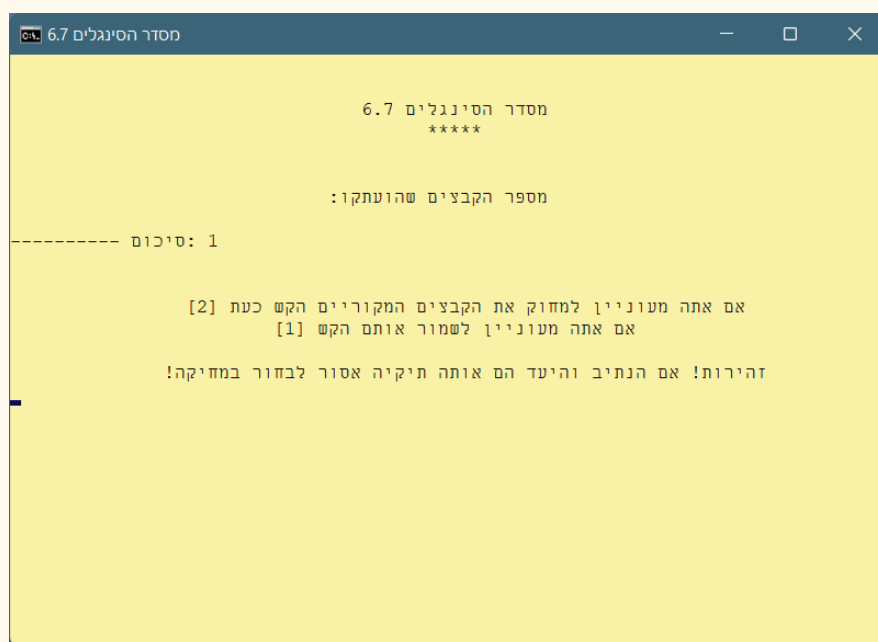 מסדר הסינגלים 6.7
מסדר הסינגלים 6.7
*****
מספר הקבצים שהועתקו:
---------- סיכום: 1
אם אתה מעוניין למחוק את הקבצים המקוריים הקש כעת [2]
אם אתה מעוניין לשמור אותם הקש [1]
זהירות! אם הנתיב והיעד הם אותה תיקיה אסור לבחור במחיקה!